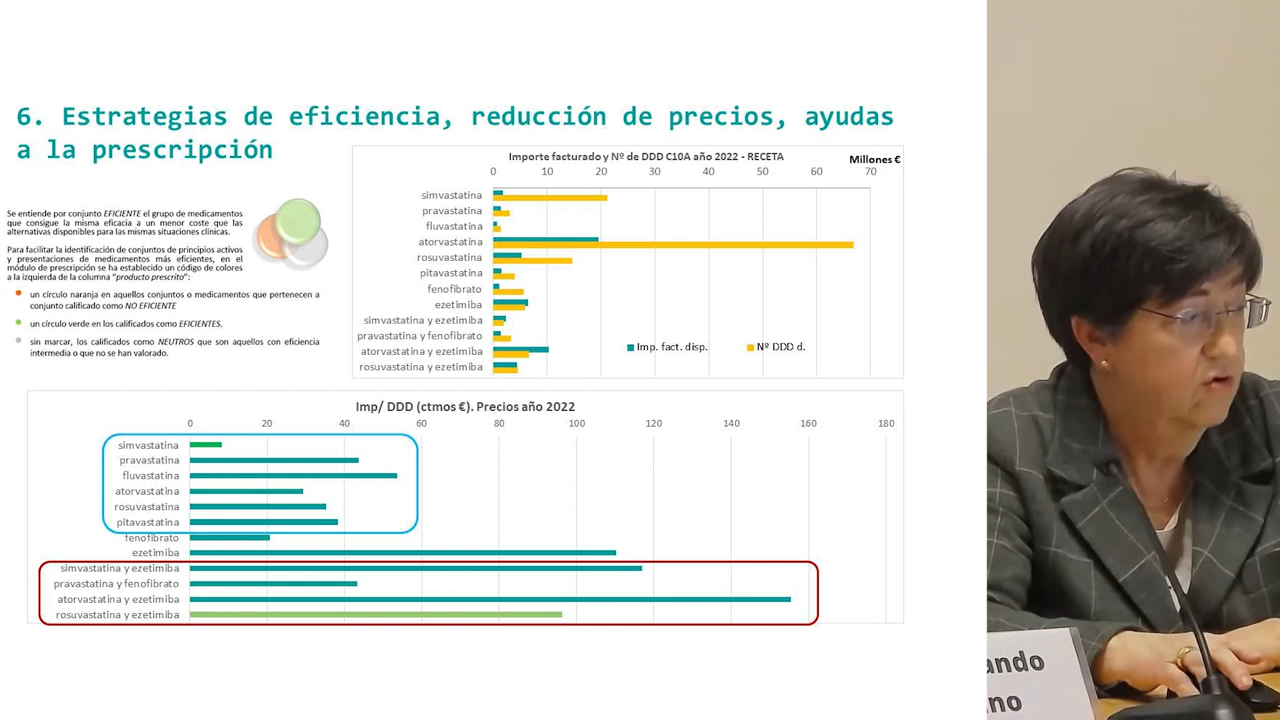 6. Estrategias de eficiencia, reducción de precios, ayudas
a la prescripción
Se entiende por conjunto EFICIENTE el grupo de medicamentos
que consigue la misma eficacia a un menor coste que las
alternativas disponibles para las mismas situaciones clínicas.
Para facilitar la identificación de conjuntos de principios activos
y presentaciones de medicamentos más eficientes, en el
módulo de prescripción se ha establecido un código de colores
a la izquierda de la columna "producto prescrito":
un círculo naranja en aquellos conjuntos o medicamentos que pertenecen a
conjunto calificado como NO EFICIENTE
un círculo verde en los calificados como EFICIENTES.
sin marcar, los calificados como NEUTROS que son aquellos con eficiencia
intermedia o que no se han valorado.
Importe facturado y Nº de DDD C10A año 2022 - RECETA
Millones €
0 10 20 30 40 50 60 70
simvastatina
pravastatina
fluvastatina
atorvastatina
rosuvastatina
pitavastatina
fenofibrato
ezetimiba
simvastatina y ezetimiba
pravastatina y fenofibrato
atorvastatina y ezetimiba
rosuvastatina y ezetimiba
Imp. fact. disp. Nº DDD d.
Imp/ DDD (ctmos €). Precios año 2022
0 20 40 60 80 100 120 140 160 180
simvastatina
pravastatina
fluvastatina
atorvastatina
rosuvastatina
pitavastatina
fenofibrato
ezetimiba
simvastatina y ezetimiba
pravastatina y fenofibrato
atorvastatina y ezetimiba
rosuvastatina y ezetimiba
ando
no